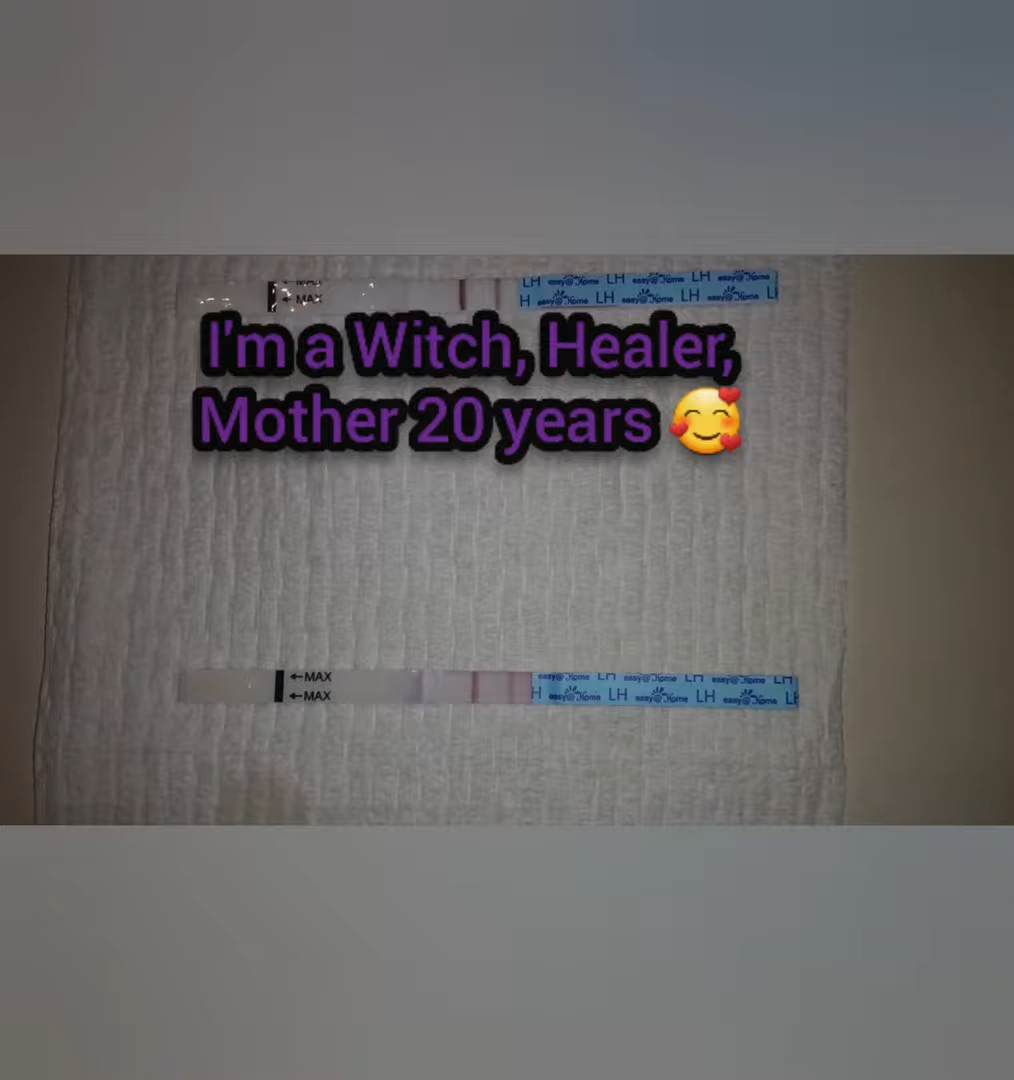 MAX
MAX
LH easy@Home LH easy@Home LH easy@Home
H easy@Home LH easy@Home LH easy@Home L
I'm a Witch, Healer,
Mother 20 years 🥰
←MAX
←MAX
easy@Home LH easy@Home LH easy@Home LH
H easy@Home LH easy@Home LH easy@Home LH